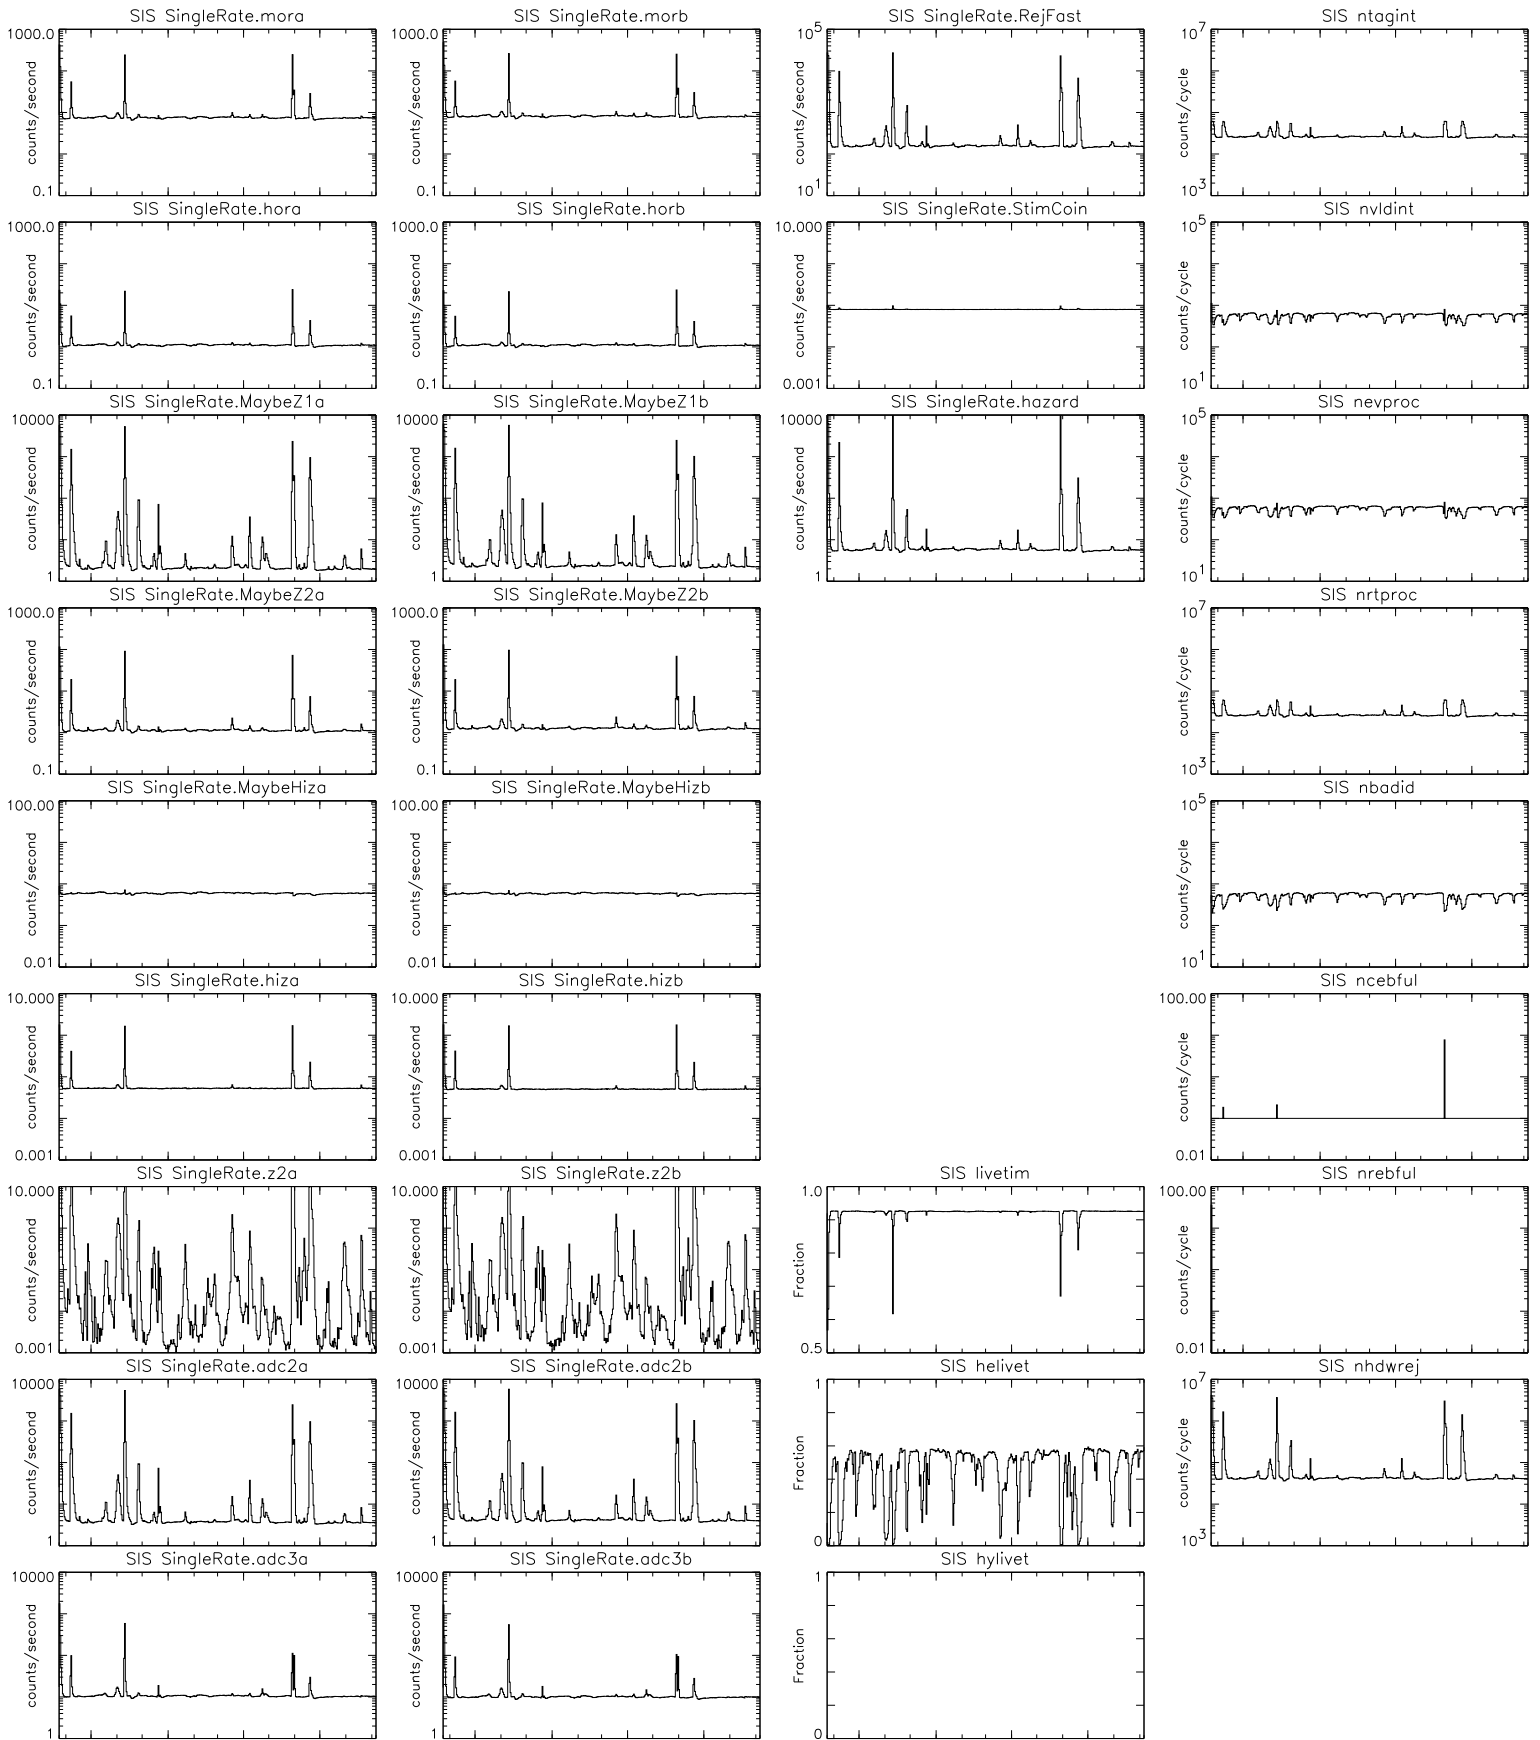 SIS SingleRate.mora
1000.0
0.1
counts/second
SIS SingleRate.morb
1000.0
0.1
counts/second
SIS SingleRate.RejFast
10^5
10^1
counts/second
SIS ntagint
10^7
10^3
counts/cycle
SIS SingleRate.hora
1000.0
0.1
counts/second
SIS SingleRate.horb
1000.0
0.1
counts/second
SIS SingleRate.StimCoin
10.000
0.001
counts/second
SIS nvldint
10^5
10^1
counts/cycle
SIS SingleRate.MaybeZ1a
10000
1
counts/second
SIS SingleRate.MaybeZ1b
10000
1
counts/second
SIS SingleRate.hazard
10000
1
counts/second
SIS nevproc
10^5
10^1
counts/cycle
SIS SingleRate.MaybeZ2a
1000.0
0.1
counts/second
SIS SingleRate.MaybeZ2b
1000.0
0.1
counts/second
SIS nrtproc
10^7
10^3
counts/cycle
SIS SingleRate.MaybeHiza
100.00
0.01
counts/second
SIS SingleRate.MaybeHizb
100.00
0.01
counts/second
SIS nbadid
10^5
10^1
counts/cycle
SIS SingleRate.hiza
10.000
0.001
counts/second
SIS SingleRate.hizb
10.000
0.001
counts/second
SIS ncebful
100.00
0.01
counts/cycle
SIS SingleRate.z2a
10.000
0.001
counts/second
SIS SingleRate.z2b
10.000
0.001
counts/second
SIS livetim
1.0
0.5
Fraction
SIS nrebful
100.00
0.01
counts/cycle
SIS SingleRate.adc2a
10000
1
counts/second
SIS SingleRate.adc2b
10000
1
counts/second
SIS helivet
1
0
Fraction
SIS nhdwrej
10^7
10^3
counts/cycle
SIS SingleRate.adc3a
10000
1
counts/second
SIS SingleRate.adc3b
10000
1
counts/second
SIS hylivet
1
0
Fraction